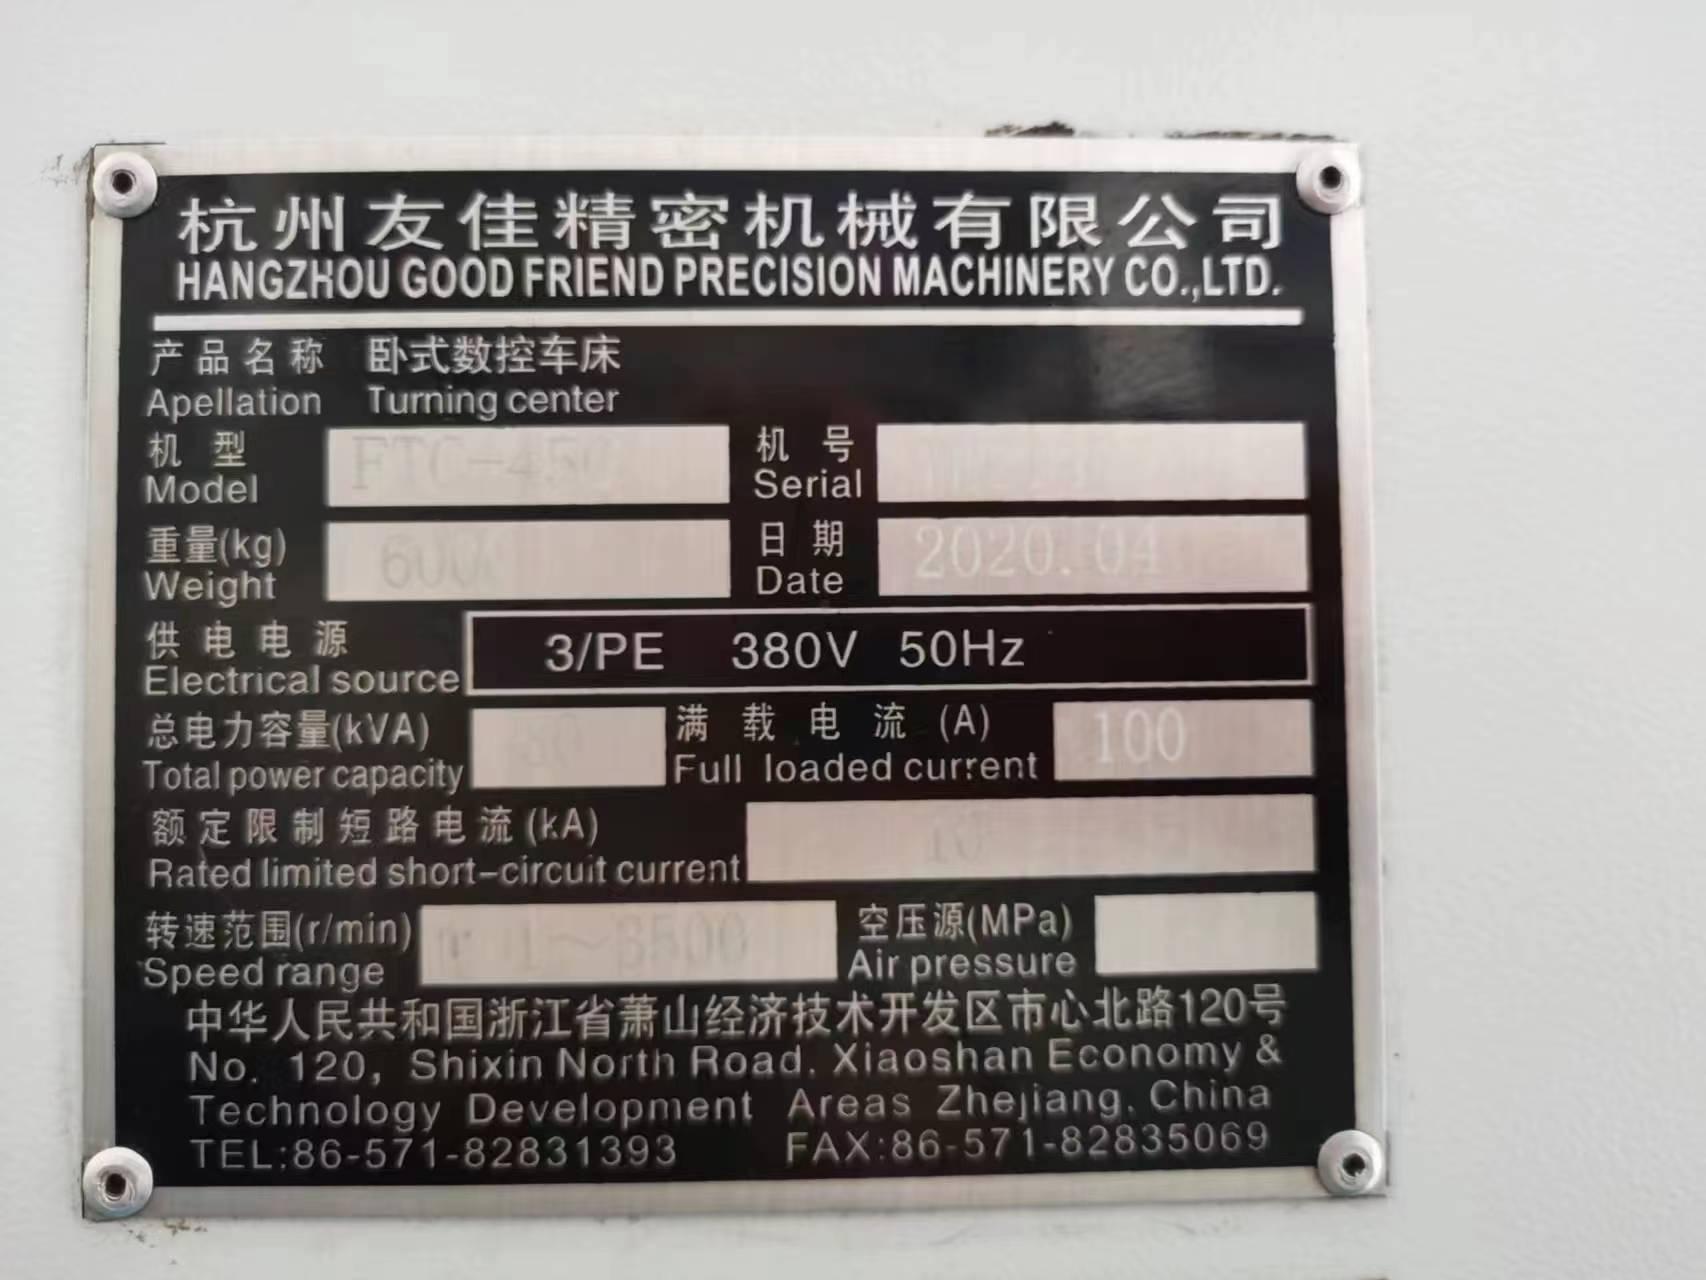 杭州友佳精密机械有限公司
HANGZHOU GOOD FRIEND PRECISION MACHINERY CO.,LTD.
产品名称 卧式数控车床
Apellation Turning center
机型 FTC-450 机号
Model Serial
重量(kg) 6000 日期 2020.04
Weight Date
供电电源 3/PE 380V 50Hz
Electrical source
总电力容量(kVA) 满载电流(A) 100
Total power capacity Full loaded current
额定限制短路电流(kA) 10
Rated limited short-circuit current
转速范围(r/min) 1~3500 空压源(MPa)
Speed range Air pressure
中华人民共和国浙江省萧山经济技术开发区市心北路120号
No. 120, Shixin North Road. Xiaoshan Economy &
Technology Development Areas Zhejiang. China
TEL:86-571-82831393 FAX:86-571-82835069